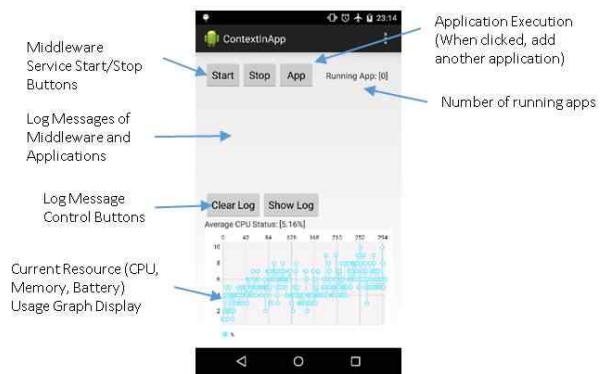 23:14
ContextInApp
Start Stop App Running App: [0]
Clear Log Show Log
Average CPU Status: [5.16%]
0 42 84 126 168 210 252 294
10
8
6
4
2
%
Middleware
Service Start/Stop
Buttons
Log Messages of
Middleware and
Applications
Log Message
Control Buttons
Current Resource (CPU,
Memory, Battery)
Usage Graph Display
Application Execution
(When clicked, add
another application)
Number of running apps